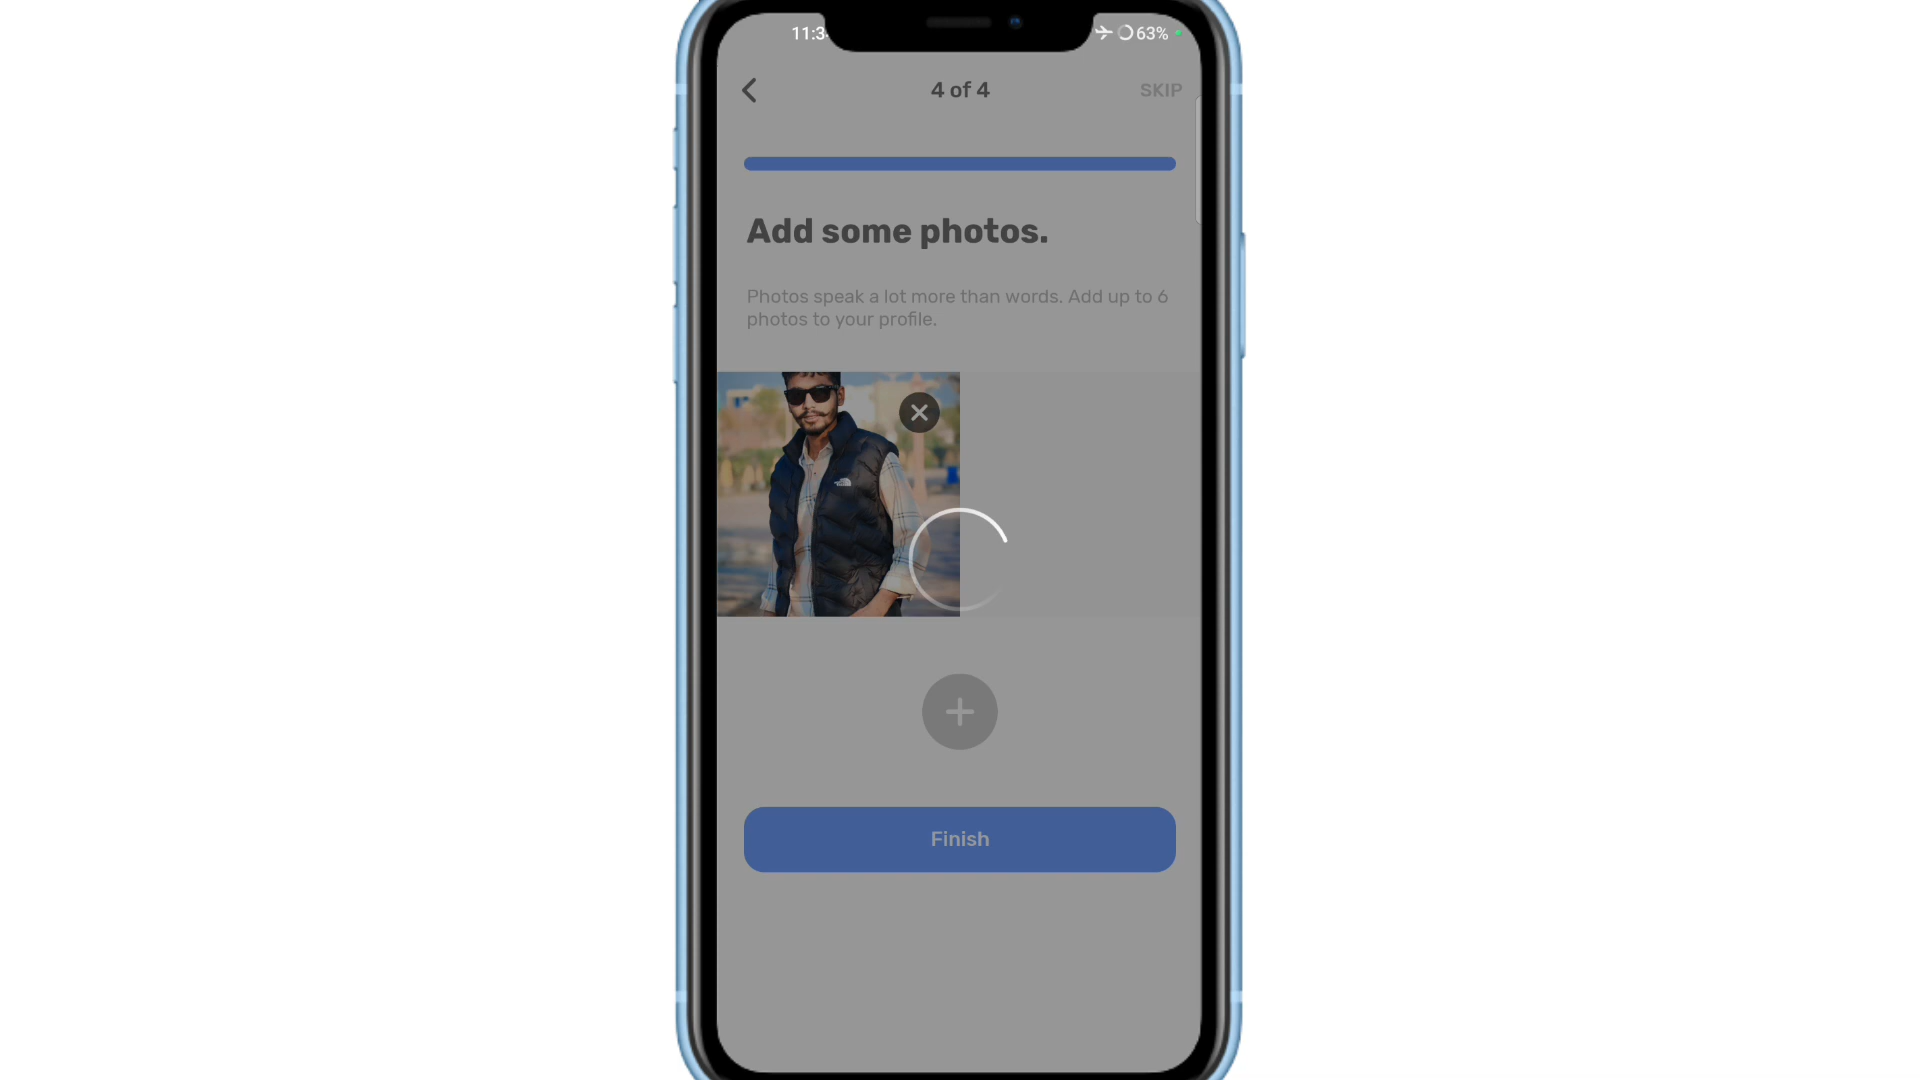 11:3
63%
4 of 4
SKIP
Add some photos.
Photos speak a lot more than words. Add up to 6
photos to your profile.
Finish